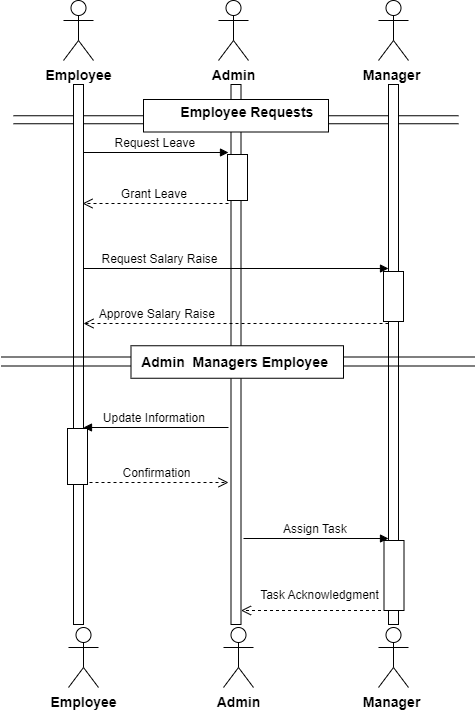 Employee
Admin
Manager
Employee Requests
Request Leave
Grant Leave
Request Salary Raise
Approve Salary Raise
Admin  Managers Employee
Update Information
Confirmation
Assign Task
Task Acknowledgment
Employee
Admin
Manager